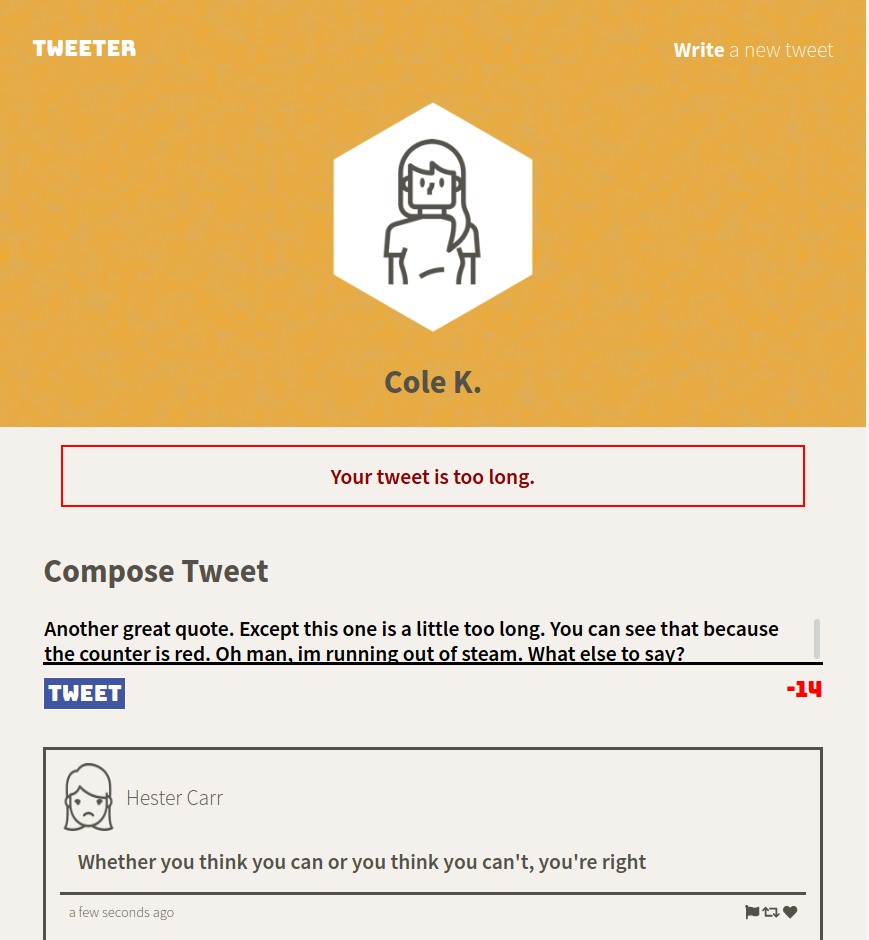 TWEETER
Write a new tweet
Cole K.
Your tweet is too long.
Compose Tweet
Another great quote. Except this one is a little too long. You can see that because
the counter is red. Oh man, im running out of steam. What else to say?
TWEET
-14
Hester Carr
Whether you think you can or you think you can't, you're right
a few seconds ago